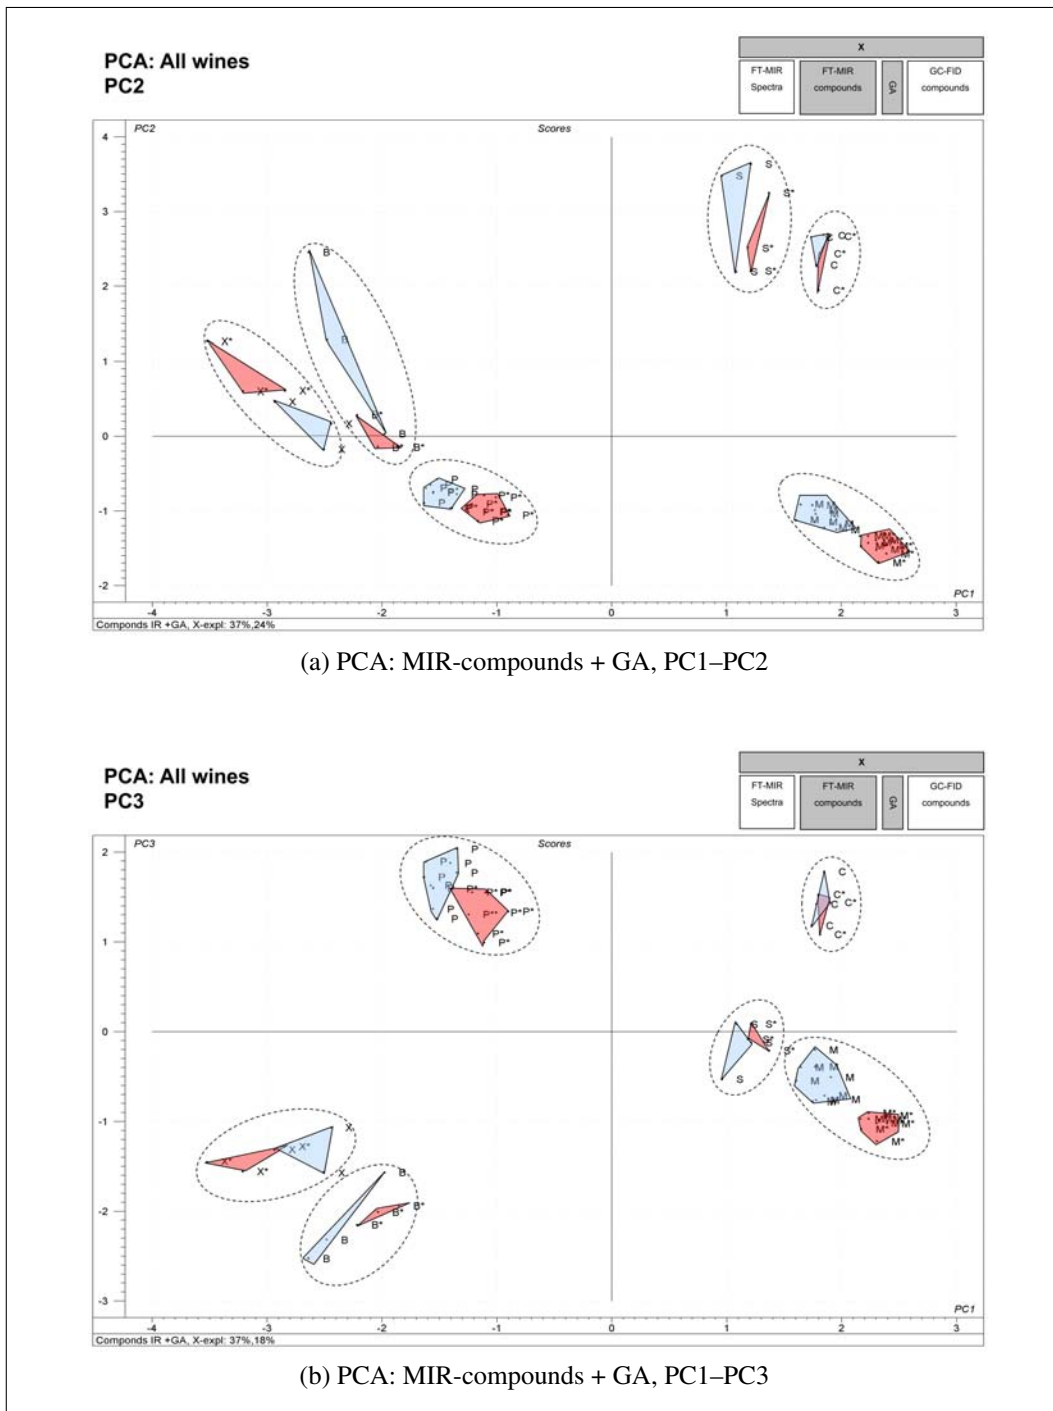 PCA: All wines
PC2
X
FT-MIR
Spectra
FT-MIR
compounds
GA
GC-FID
compounds
PC2
Scores
4
3
2
1
0
-1
-2
S
S
S*
S*
S S*
C C*
C*
C
C*
B
B
B*
B
B* B*
X*
X* X*
X
X
X
P
P
P
P
P*
P*
P*
P*
M
M
M
M
M*
M*
M*
PC1
-4 -3 -2 -1 0 1 2 3
Componds IR +GA, X-expl: 37%,24%
(a) PCA: MIR-compounds + GA, PC1–PC2
PCA: All wines
PC3
X
FT-MIR
Spectra
FT-MIR
compounds
GA
GC-FID
compounds
PC3
Scores
2
1
0
-1
-2
-3
P P
P
P P
P
P
P* P* P*
P** P*P*
P*
P*
C
C*
C C*
C
C*
S S*
S*
S
M
M M
M M
M
M
M*
M*
M*
X
X X*
X* X* X
B
B*
B*
B*
B
B
PC1
-4 -3 -2 -1 0 1 2 3
Componds IR +GA, X-expl: 37%,18%
(b) PCA: MIR-compounds + GA, PC1–PC3